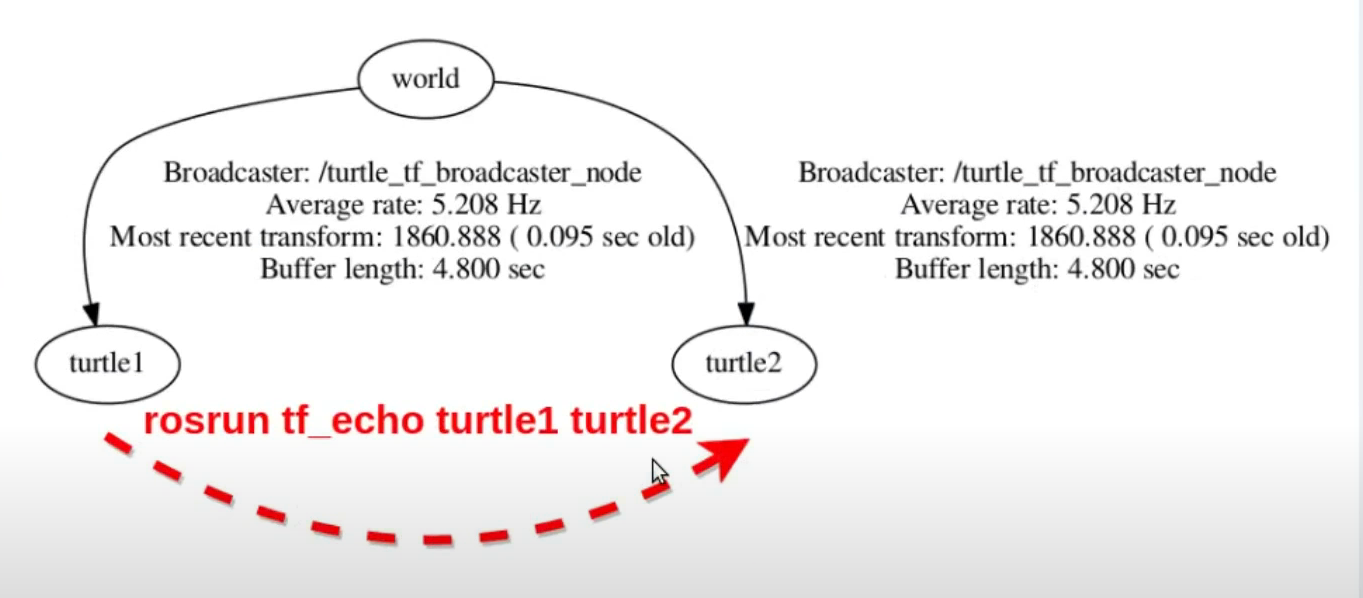 world
Broadcaster: /turtle_tf_broadcaster_node
Average rate: 5.208 Hz
Most recent transform: 1860.888 ( 0.095 sec old)
Buffer length: 4.800 sec
Broadcaster: /turtle_tf_broadcaster_node
Average rate: 5.208 Hz
Most recent transform: 1860.888 ( 0.095 sec old)
Buffer length: 4.800 sec
turtle1
turtle2
rosrun tf_echo turtle1 turtle2